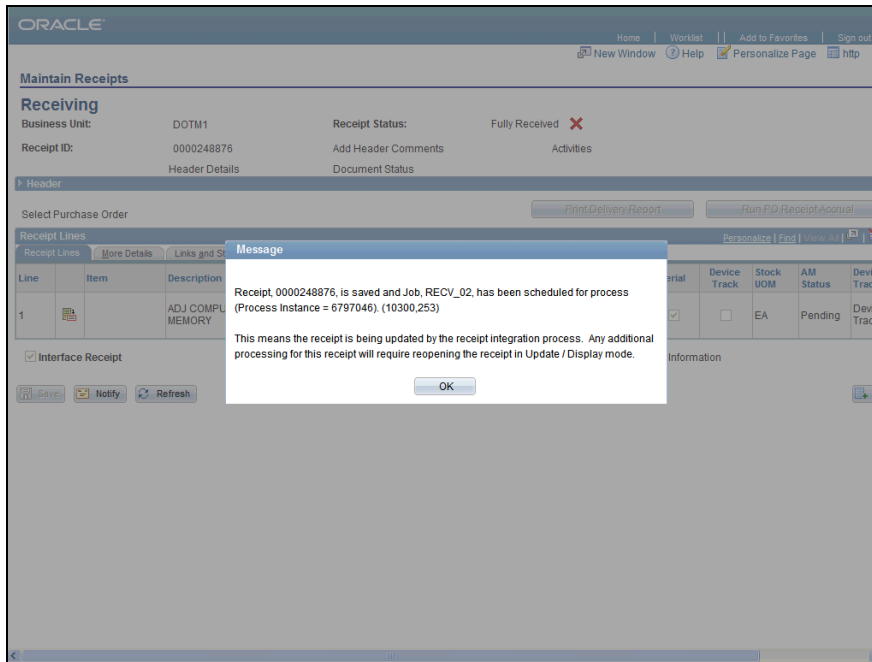 ORACLE
Home | Worklist | | Add to Favorites | Sign out
New Window Help Personalize Page http
Maintain Receipts
Receiving
Business Unit: DOTM1 Receipt Status: Fully Received
Receipt ID: 0000248876 Add Header Comments Activities
Header Details Document Status
Header
Select Purchase Order Print Delivery Report Run PO Receipt Accrual
Receipt Lines Personalize | Find | View All |
Receipt Lines More Details Links and St
Message
Line Item Description erial Device Track Stock UOM AM Status
Receipt, 0000248876, is saved and Job, RECV_02, has been scheduled for process
(Process Instance = 6797046). (10300,253)
1 ADJ COMPU
MEMORY EA Pending
This means the receipt is being updated by the receipt integration process. Any additional
processing for this receipt will require reopening the receipt in Update / Display mode.
Interface Receipt Information
OK
Save Notify Refresh